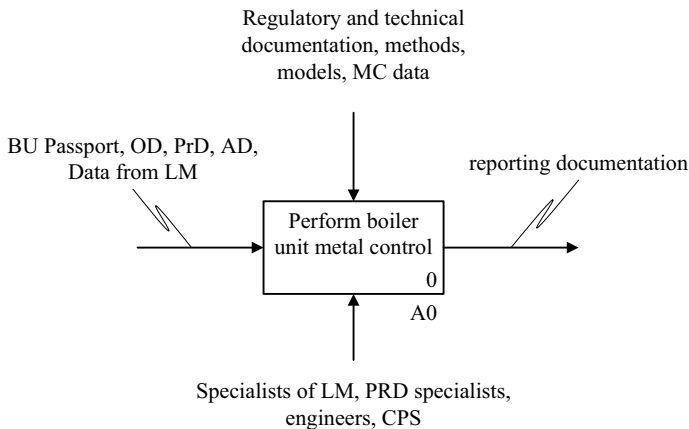 Regulatory and technical
documentation, methods,
models, MC data
BU Passport, OD, PrD, AD,
Data from LM
reporting documentation
Perform boiler
unit metal control
0
A0
Specialists of LM, PRD specialists,
engineers, CPS